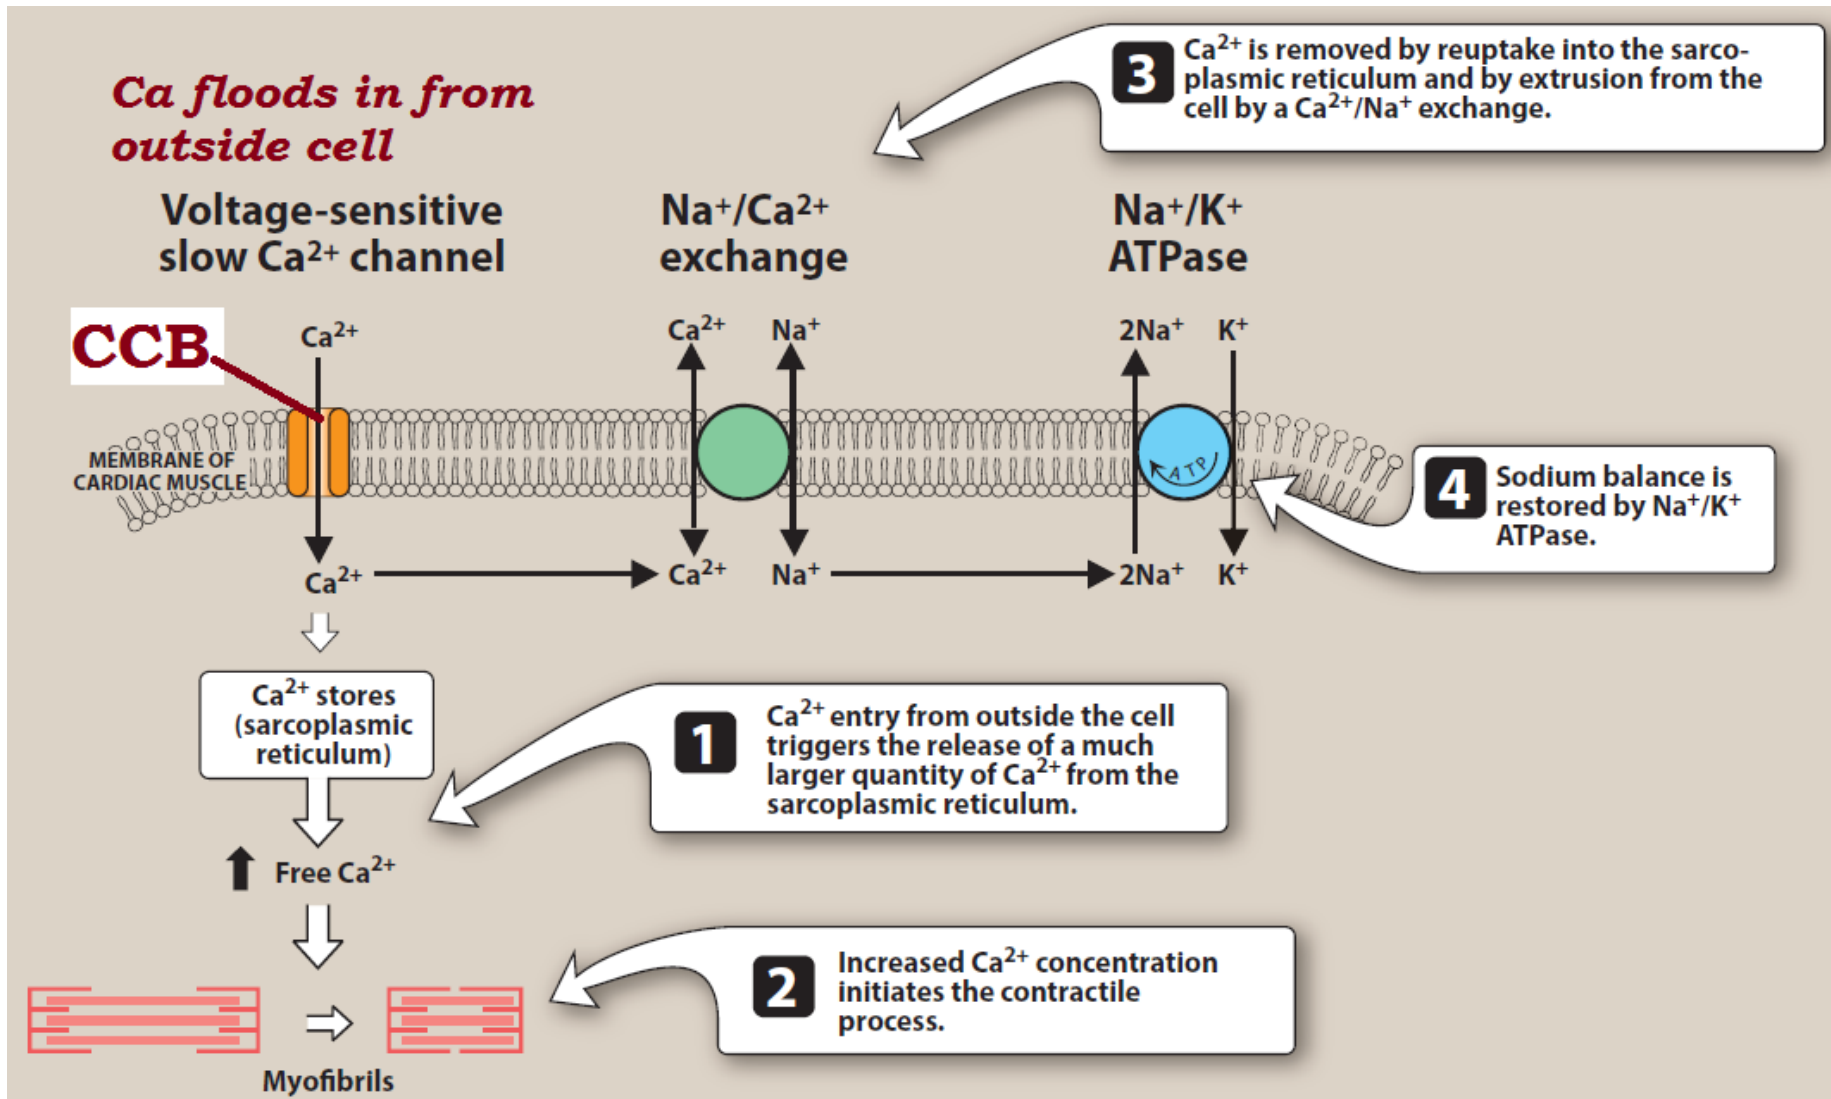 Ca floods in from
outside cell
3
Ca²⁺ is removed by reuptake into the sarco-
plasmic reticulum and by extrusion from the
cell by a Ca²⁺/Na⁺ exchange.
Voltage-sensitive
slow Ca²⁺ channel
Na⁺/Ca²⁺
exchange
Na⁺/K⁺
ATPase
CCB
Ca²⁺
Ca²⁺
Na⁺
2Na⁺
K⁺
MEMBRANE OF
CARDIAC MUSCLE
ATP
4
Sodium balance is
restored by Na⁺/K⁺
ATPase.
Ca²⁺
Ca²⁺
Na⁺
2Na⁺
K⁺
Ca²⁺ stores
(sarcoplasmic
reticulum)
1
Ca²⁺ entry from outside the cell
triggers the release of a much
larger quantity of Ca²⁺ from the
sarcoplasmic reticulum.
Free Ca²⁺
2
Increased Ca²⁺ concentration
initiates the contractile
process.
Myofibrils